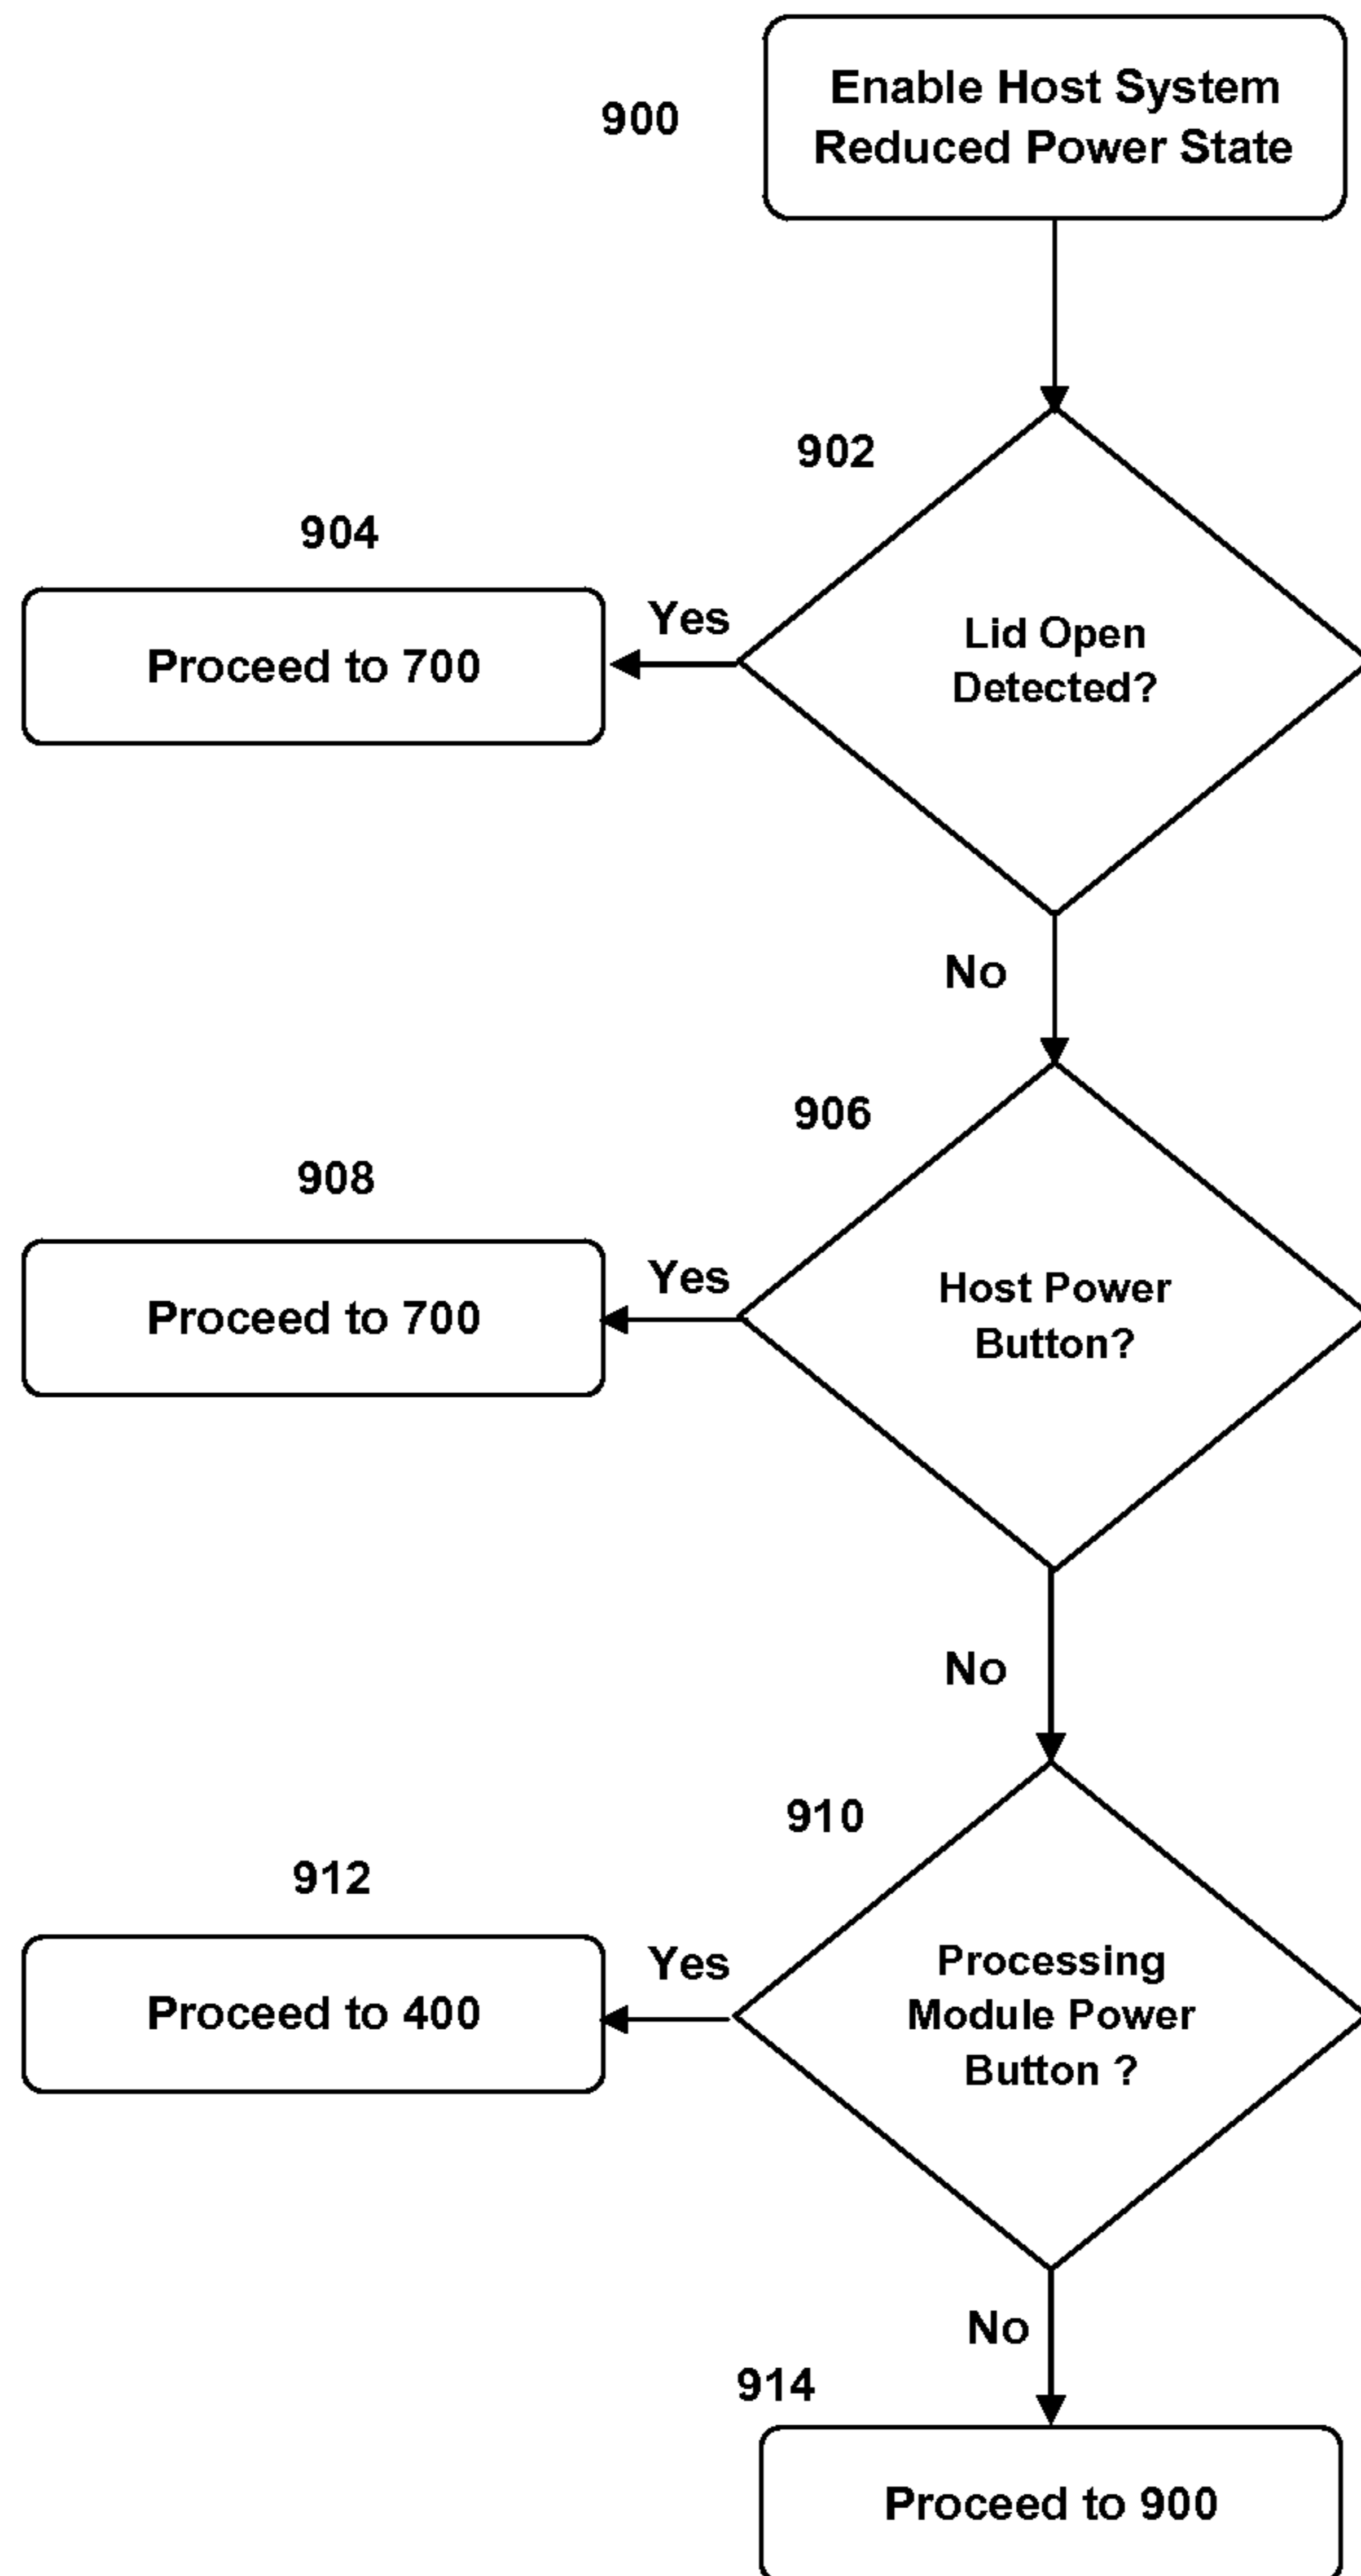 900
Enable Host System
Reduced Power State
902
904
Yes
Lid Open
Detected?
Proceed to 700
No
906
908
Yes
Host Power
Button?
Proceed to 700
No
910
912
Yes
Processing
Module Power
Button ?
Proceed to 400
No
914
Proceed to 900